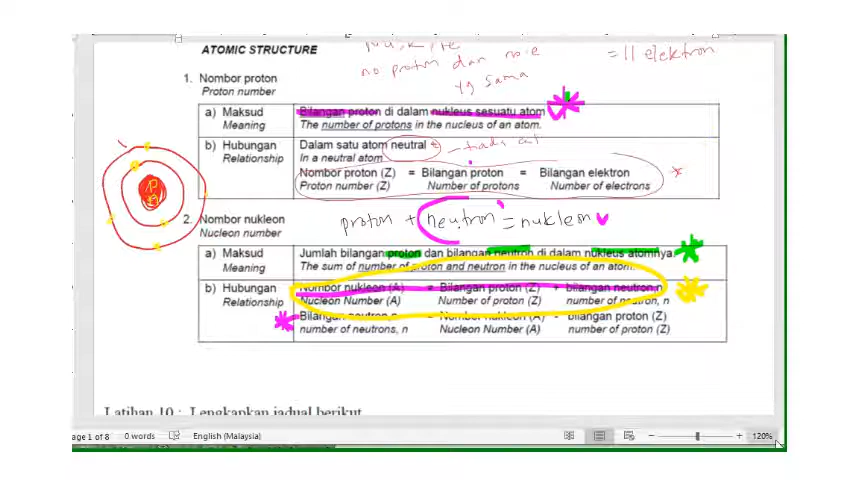 = 11 elektron
ATOMIC STRUCTURE
no proton dan no e
yg sama
1. Nombor proton
Proton number
a) Maksud
Meaning
Bilangan proton di dalam nukleus sesuatu atom
The number of protons in the nucleus of an atom.
b) Hubungan
Relationship
Dalam satu atom neutral
In a neutral atom
Nombor proton (Z) = Bilangan proton = Bilangan elektron
Proton number (Z) Number of protons Number of electrons
2. Nombor nukleon
Nucleon number
proton + neutron = nukleon
a) Maksud
Meaning
Jumlah bilangan proton dan bilangan neutron di dalam nukleus atomnya.
The sum of number of proton and neutron in the nucleus of an atom.
b) Hubungan
Relationship
Nombor nukleon (A) = Bilangan proton (Z) + bilangan neutron,n
Nucleon Number (A) Number of proton (Z) number of neutron, n
Bilangan neutron,n = Nombor nukleon (A) - bilangan proton (Z)
number of neutrons, n Nucleon Number (A) number of proton (Z)
Latihan 10 : Lengkapkan jadual berikut
age 1 of 8 0 words English (Malaysia) 120%